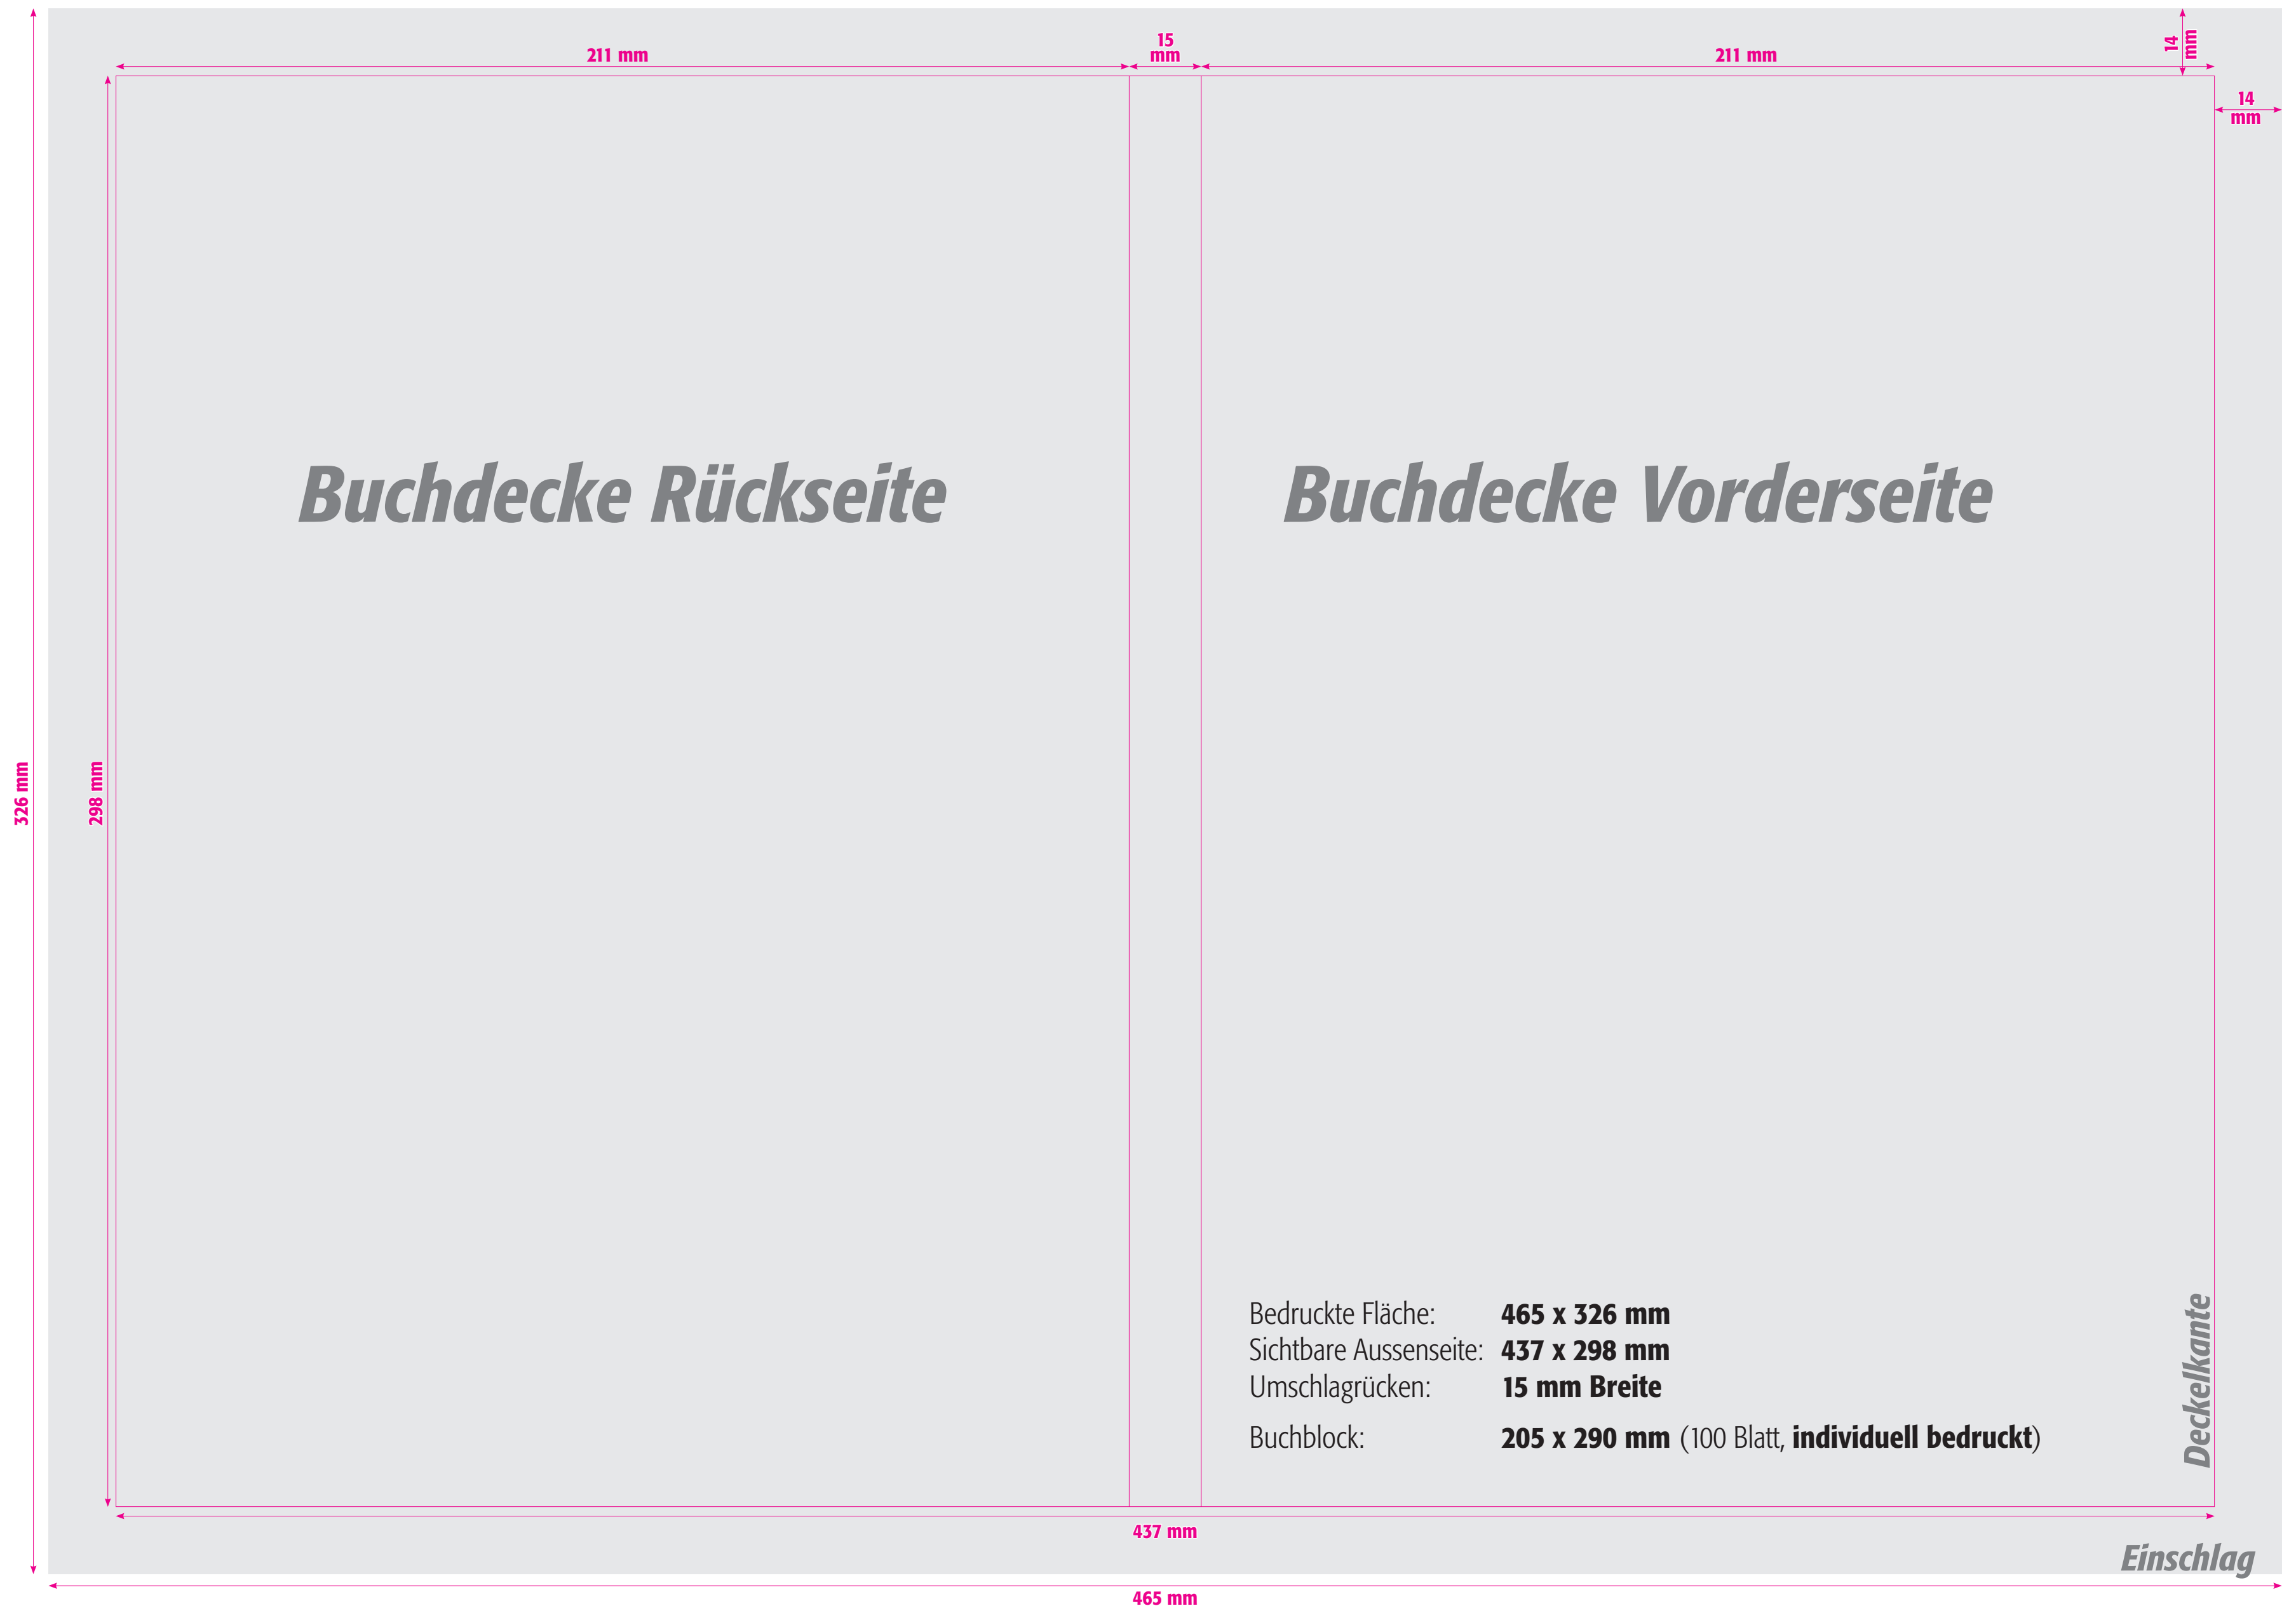 211 mm
15
mm
211 mm
14
mm
14
mm
Buchdecke Rückseite
Buchdecke Vorderseite
326 mm
298 mm
Bedruckte Fläche: 465 x 326 mm
Sichtbare Aussenseite: 437 x 298 mm
Umschlagrücken: 15 mm Breite
Buchblock: 205 x 290 mm (100 Blatt, individuell bedruckt)
Deckelkante
437 mm
Einschlag
465 mm